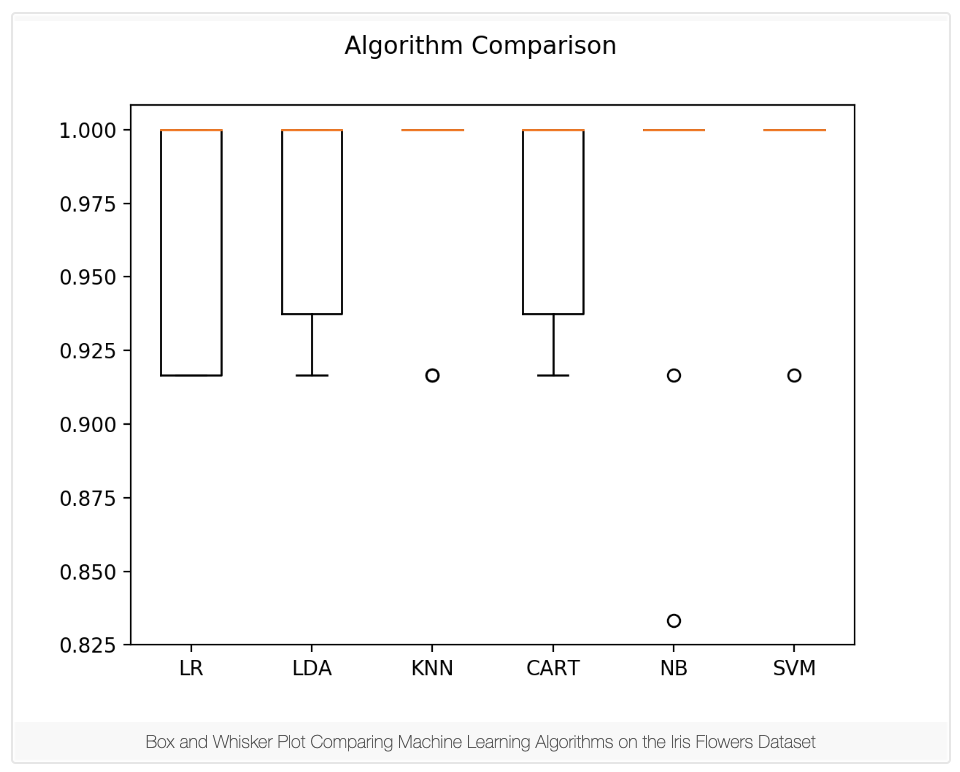 Algorithm Comparison
1.000
0.975
0.950
0.925
0.900
0.875
0.850
0.825
LR LDA KNN CART NB SVM
Box and Whisker Plot Comparing Machine Learning Algorithms on the Iris Flowers Dataset